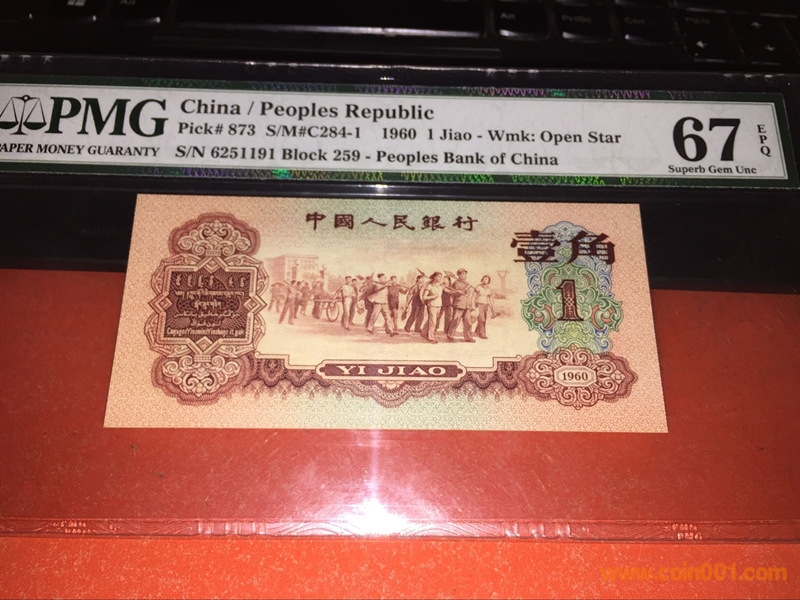 PMG
PAPER MONEY GUARANTY
China / Peoples Republic
Pick# 873 S/M#C284-1 1960 1 Jiao - Wmk: Open Star
S/N 6251191 Block 259 - Peoples Bank of China
67
EPQ
Superb Gem Unc
中國人民銀行
壹角
1
YI JIAO
1960
PMG
PMG
www.coin001.com